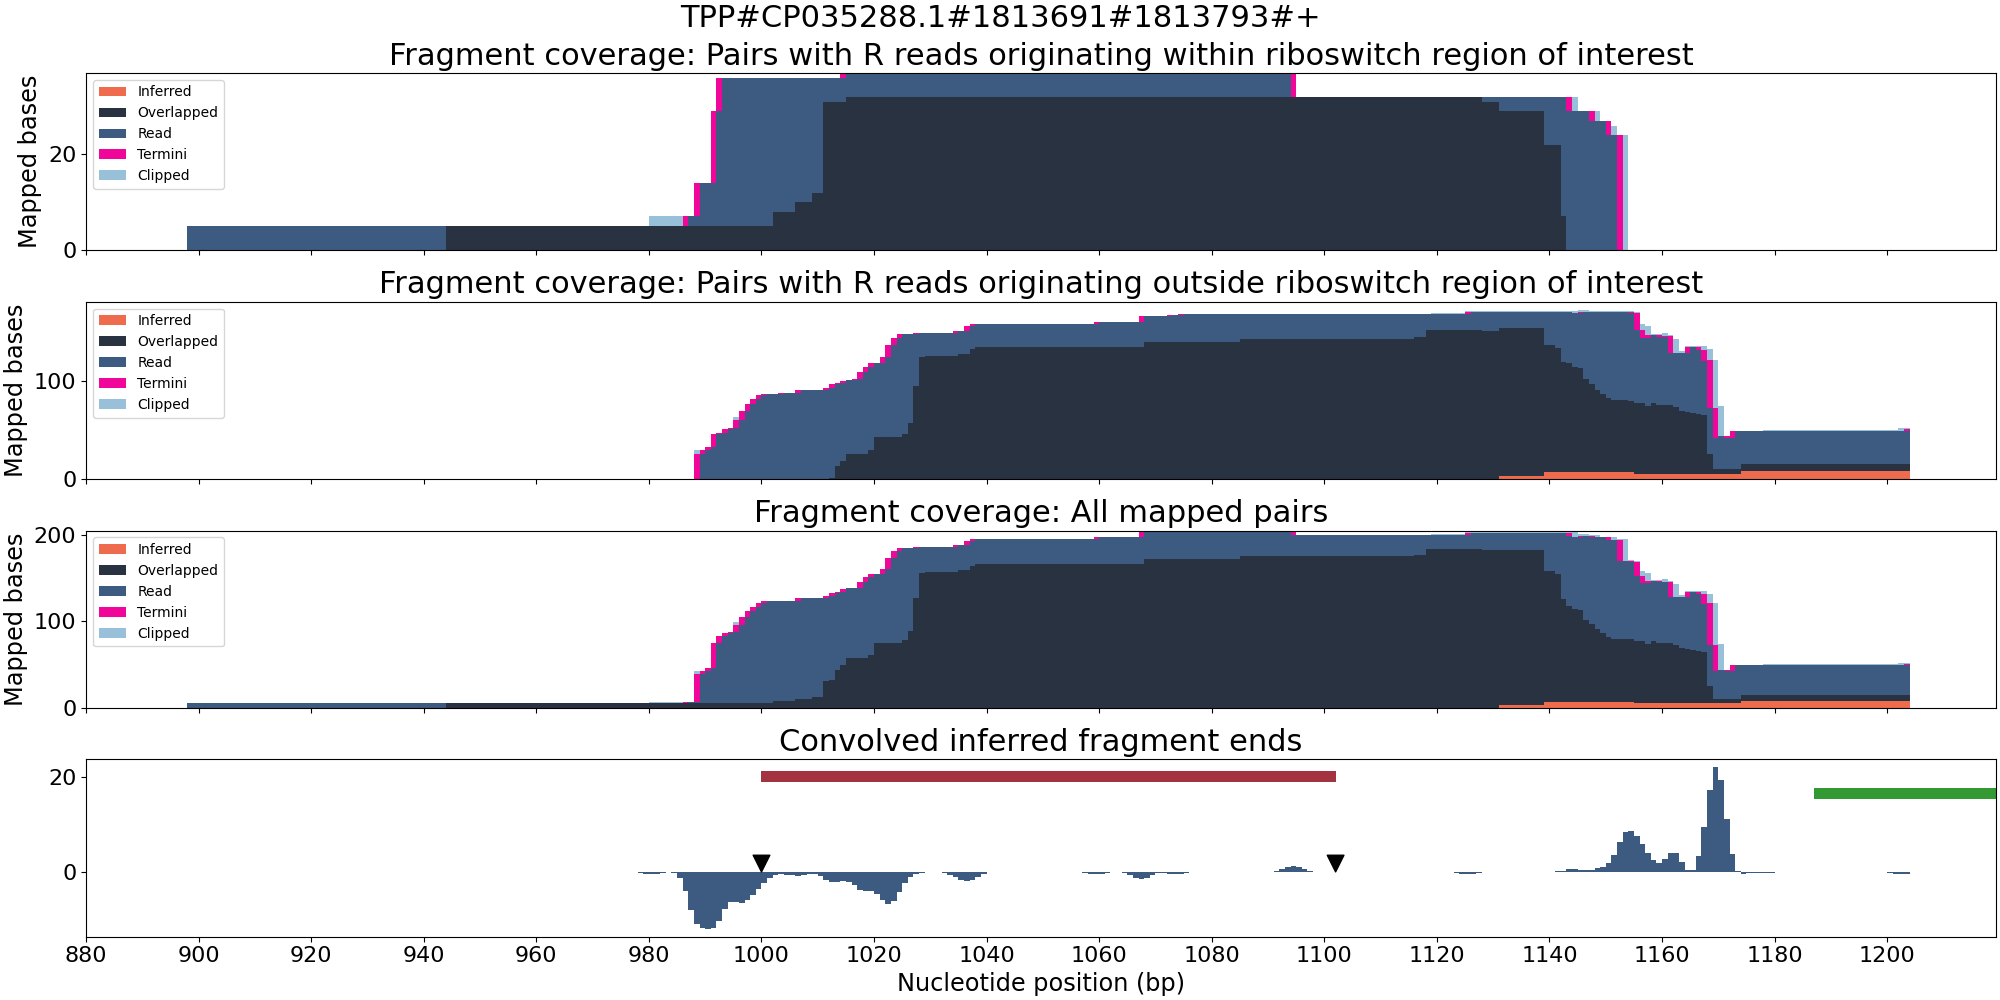 TPP#CP035288.1#1813691#1813793#+
Fragment coverage: Pairs with R reads originating within riboswitch region of interest
Mapped bases
20
0
Inferred
Overlapped
Read
Termini
Clipped
Fragment coverage: Pairs with R reads originating outside riboswitch region of interest
Mapped bases
100
0
Inferred
Overlapped
Read
Termini
Clipped
Fragment coverage: All mapped pairs
Mapped bases
200
100
0
Inferred
Overlapped
Read
Termini
Clipped
Convolved inferred fragment ends
20
0
880 900 920 940 960 980 1000 1020 1040 1060 1080 1100 1120 1140 1160 1180 1200
Nucleotide position (bp)